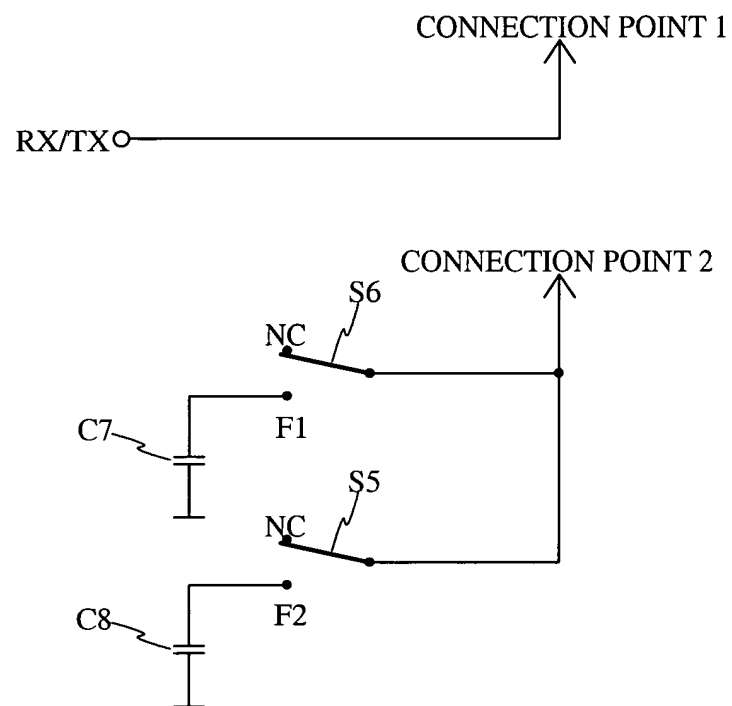 CONNECTION POINT 1
RX/TX
CONNECTION POINT 2
S6
NC
F1
C7
S5
NC
F2
C8